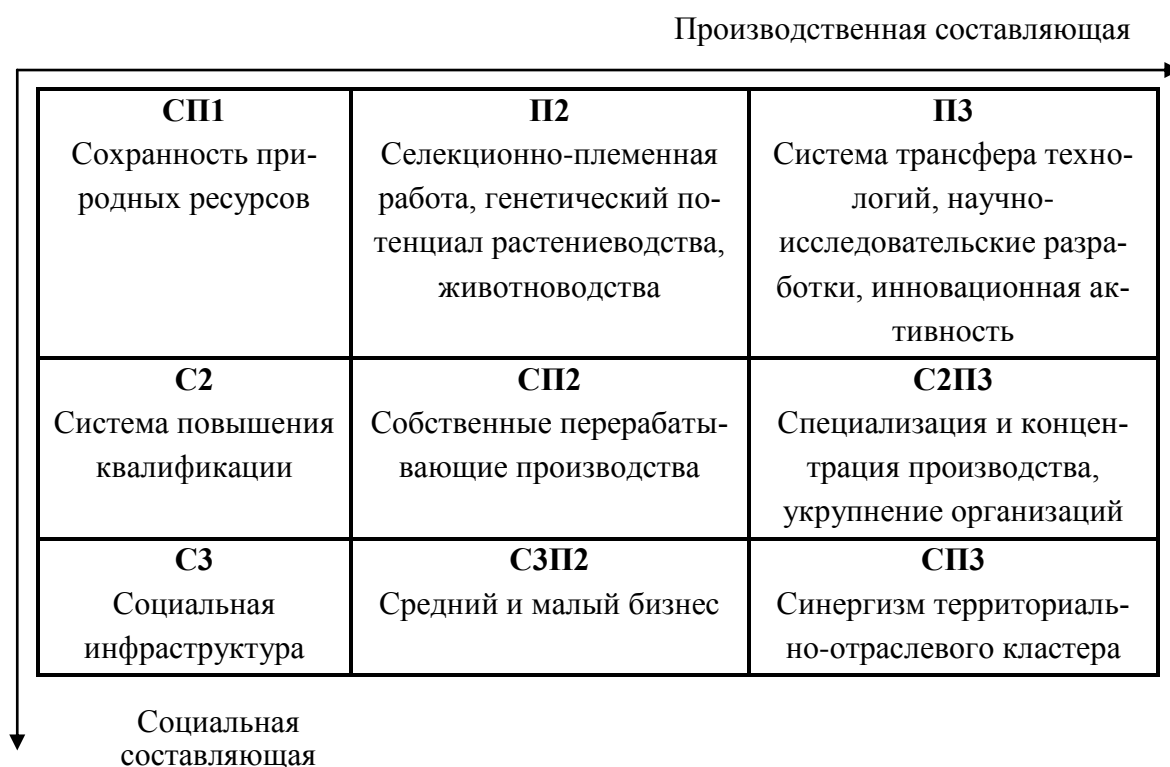 Производственная составляющая
СП1
Сохранность при-
родных ресурсов
П2
Селекционно-племенная
работа, генетический по-
тенциал растениеводства,
животноводства
П3
Система трансфера техно-
логий, научно-
исследовательские разра-
ботки, инновационная ак-
тивность
С2
Система повышения
квалификации
СП2
Собственные перерабаты-
вающие производства
С2П3
Специализация и концен-
трация производства,
укрупнение организаций
С3
Социальная
инфраструктура
С3П2
Средний и малый бизнес
СП3
Синергизм территориаль-
но-отраслевого кластера
Социальная
составляющая